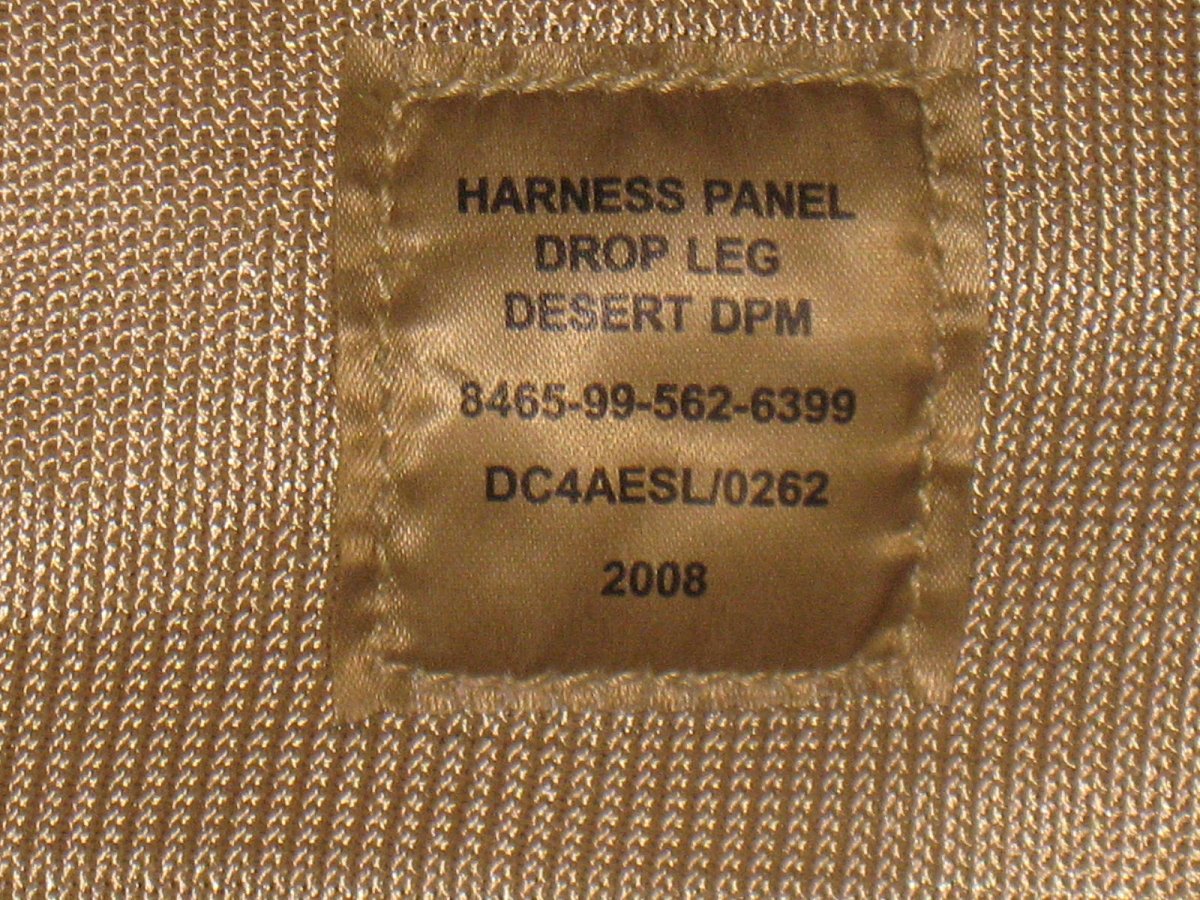 HARNESS PANEL
DROP LEG
DESERT DPM
8465-99-562-6399
DC4AESL/0262
2008